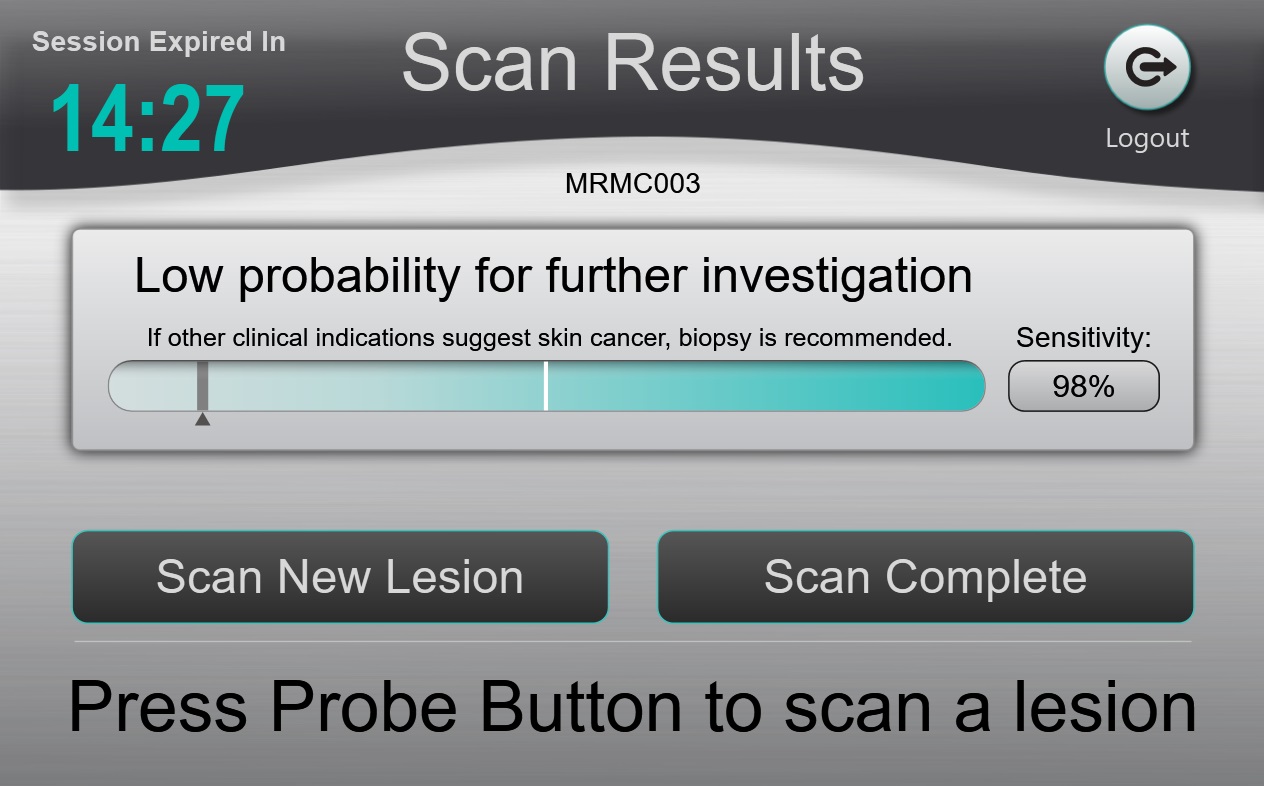 Session Expired In
14:27
Scan Results
Logout
MRMC003
Low probability for further investigation
If other clinical indications suggest skin cancer, biopsy is recommended.
Sensitivity:
98%
Scan New Lesion
Scan Complete
Press Probe Button to scan a lesion